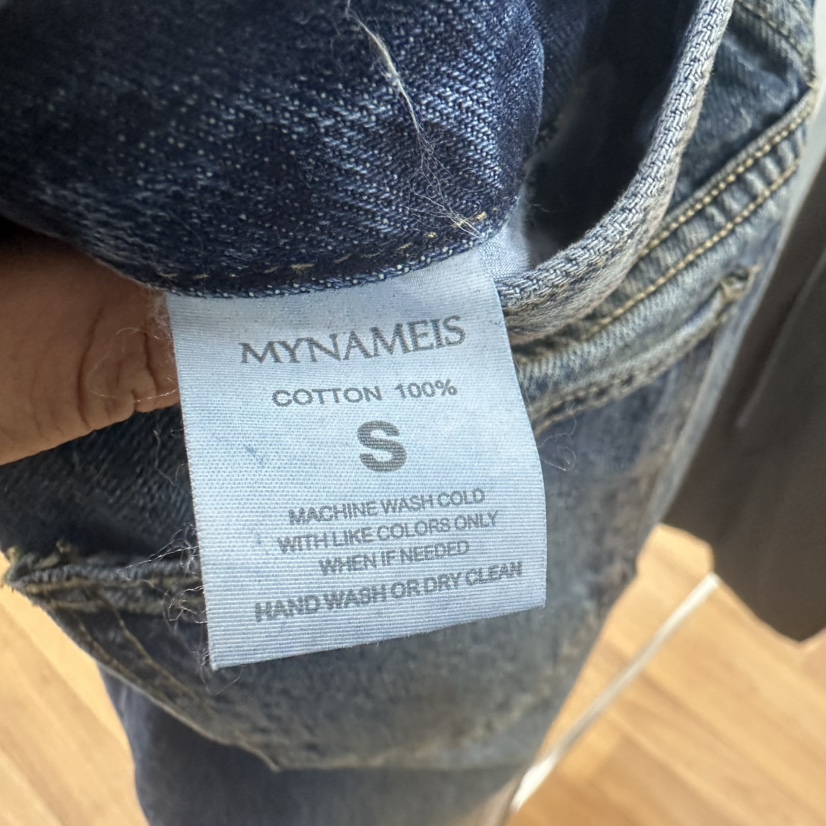 MYNAMEIS
COTTON 100%
S
MACHINE WASH COLD
WITH LIKE COLORS ONLY
WHEN IF NEEDED
HAND WASH OR DRY CLEAN